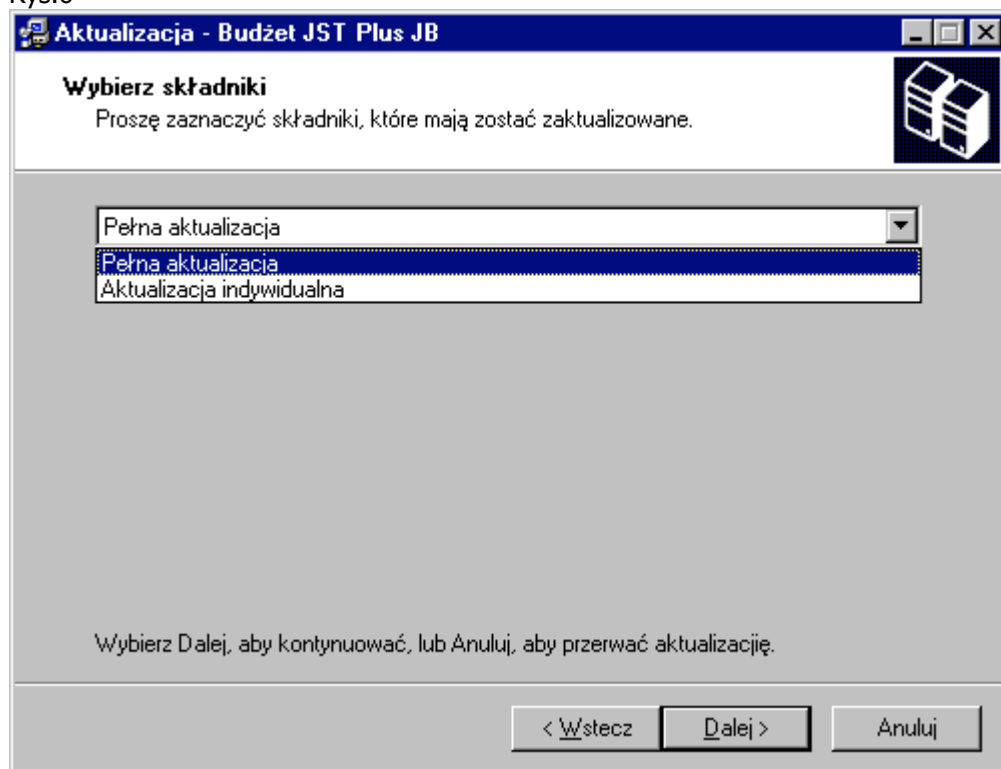 Aktualizacja - Budżet JST Plus JB
Wybierz składniki
Proszę zaznaczyć składniki, które mają zostać zaktualizowane.
Pełna aktualizacja
Pełna aktualizacja
Aktualizacja indywidualna
Wybierz Dalej, aby kontynuować, lub Anuluj, aby przerwać aktualizacjię.
< Wstecz Dalej > Anuluj